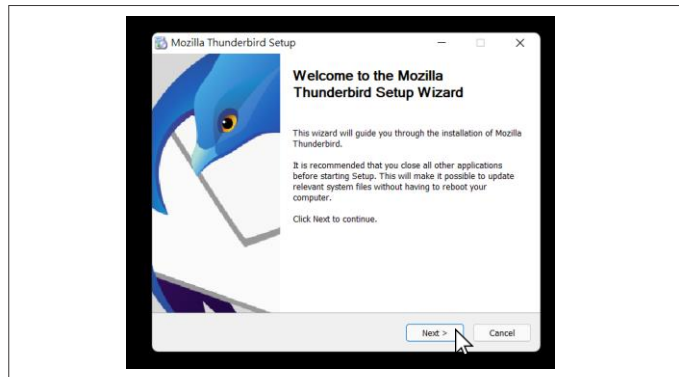 Mozilla Thunderbird Setup
Welcome to the Mozilla
Thunderbird Setup Wizard
This wizard will guide you through the installation of Mozilla
Thunderbird.
It is recommended that you close all other applications
before starting Setup. This will make it possible to update
relevant system files without having to reboot your
computer.
Click Next to continue.
Next >
Cancel